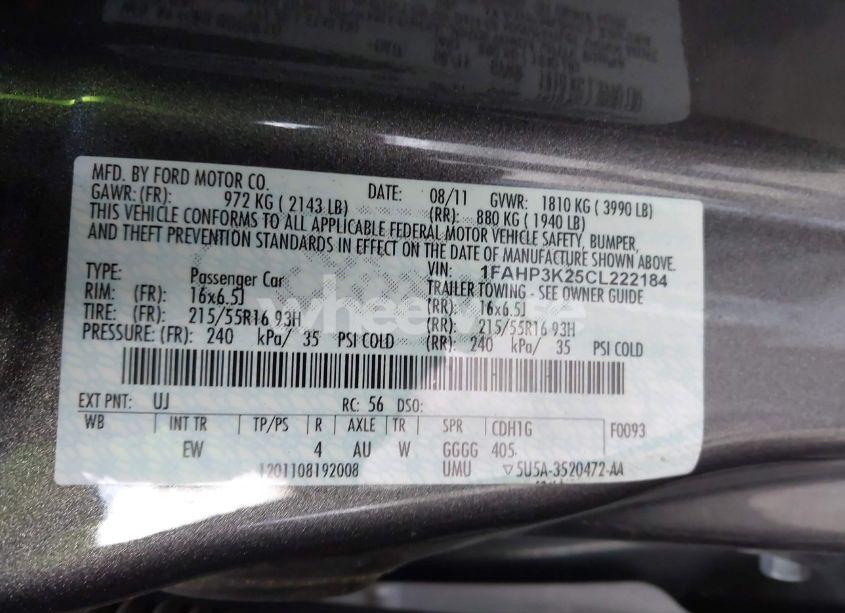 MFD. BY FORD MOTOR CO. DATE: 08/11 GVWR: 1810 KG ( 3990 LB)
GAWR: (FR): 972 KG ( 2143 LB) (RR): 880 KG ( 1940 LB)
THIS VEHICLE CONFORMS TO ALL APPLICABLE FEDERAL MOTOR VEHICLE SAFETY, BUMPER,
AND THEFT PREVENTION STANDARDS IN EFFECT ON THE DATE OF MANUFACTURE SHOWN ABOVE.
VIN: 1FAHP3K25CL222184
TYPE: Passenger Car TRAILER TOWING - SEE OWNER GUIDE
RIM: (FR): 16x6.5J (RR): 16x6.5J
TIRE: (FR): 215/55R16 93H (RR): 215/55R16 93H
PRESSURE: (FR): 240 kPa/ 35 PSI COLD (RR): 240 kPa/ 35 PSI COLD
EXT PNT: UJ RC: 56 DSO:
WB INT TR TP/PS R AXLE TR SPR CDH1G F0093
EW 4 AU W GGGG 405
1201108192008 UMU ▽5U5A-3520472-AA